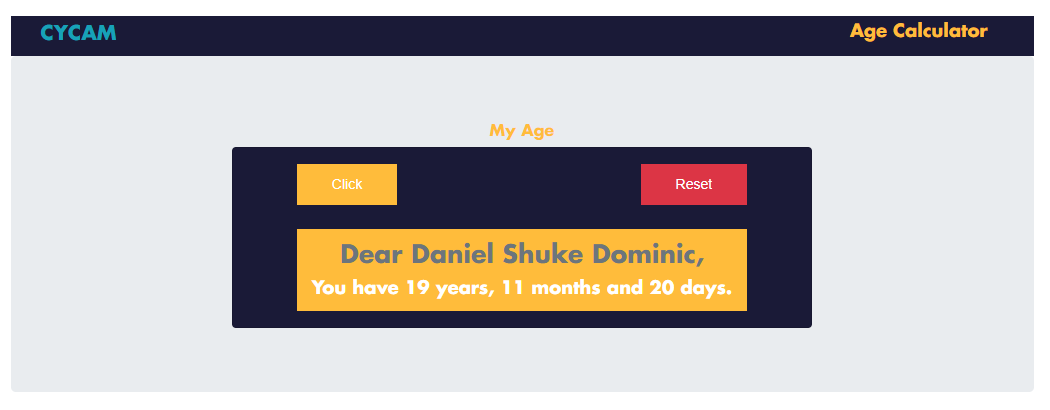 CYCAM
Age Calculator
My Age
Click
Reset
Dear Daniel Shuke Dominic,
You have 19 years, 11 months and 20 days.